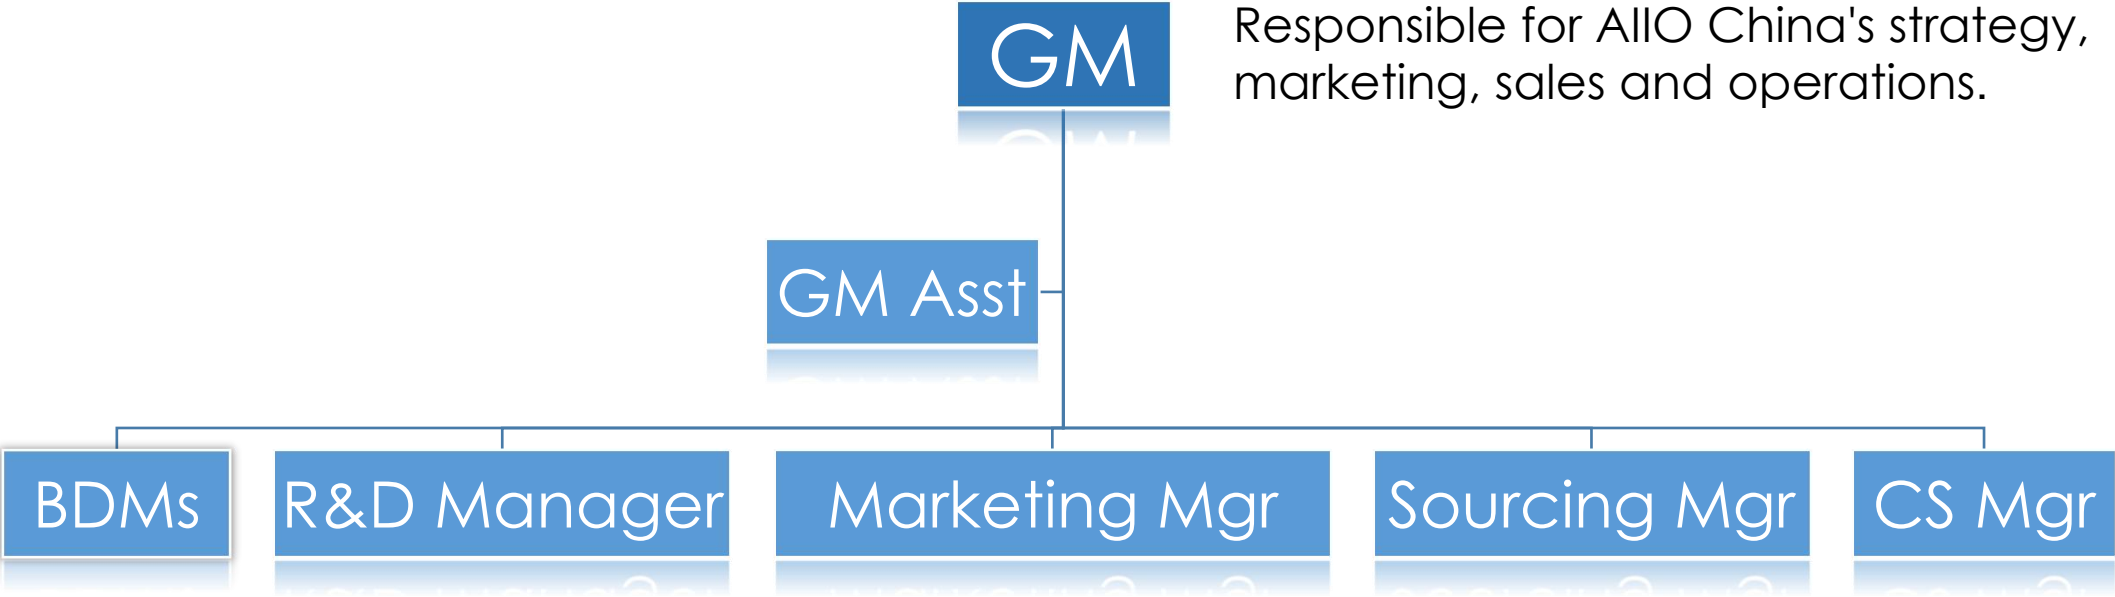 GM
Responsible for AIIO China's strategy,
marketing, sales and operations.
GM Asst
BDMs
R&D Manager
Marketing Mgr
Sourcing Mgr
CS Mgr